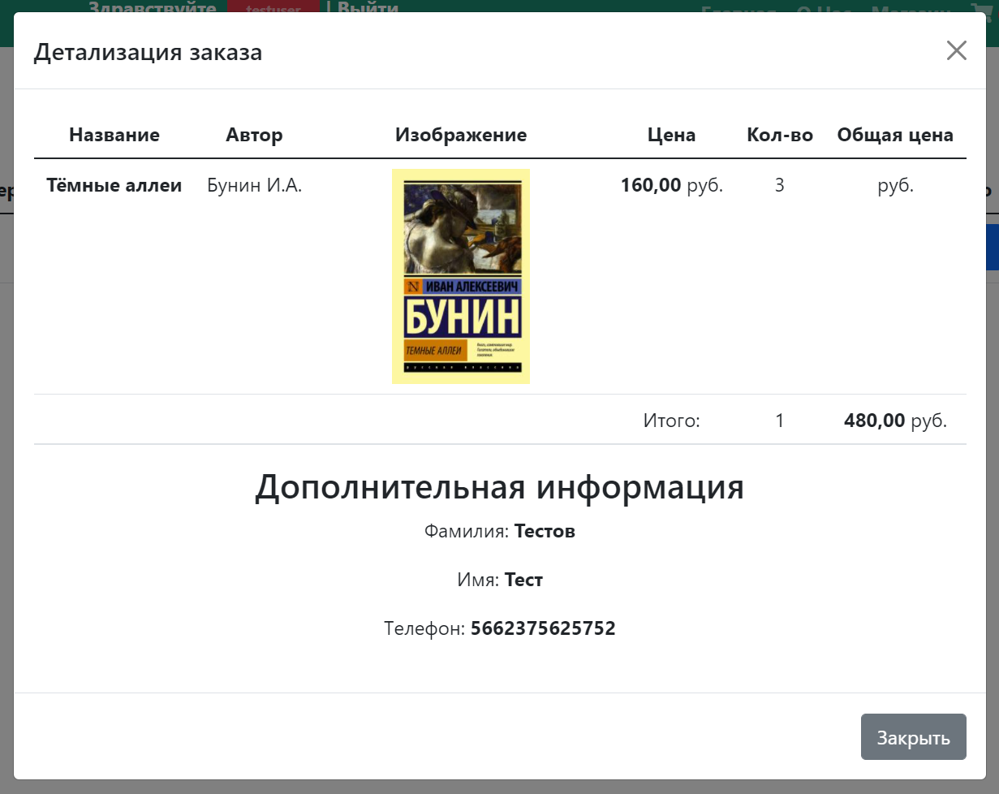 Здравствуйте testuser | Выйти Главная О Нас Магазин
Детализация заказа
Название Автор Изображение Цена Кол-во Общая цена
Тёмные аллеи Бунин И.А. 160,00 руб. 3 руб.
ИВАН АЛЕКСЕЕВИЧ
БУНИН
ТЕМНЫЕ АЛЛЕИ
Итого: 1 480,00 руб.
Дополнительная информация
Фамилия: Тестов
Имя: Тест
Телефон: 5662375625752
Закрыть